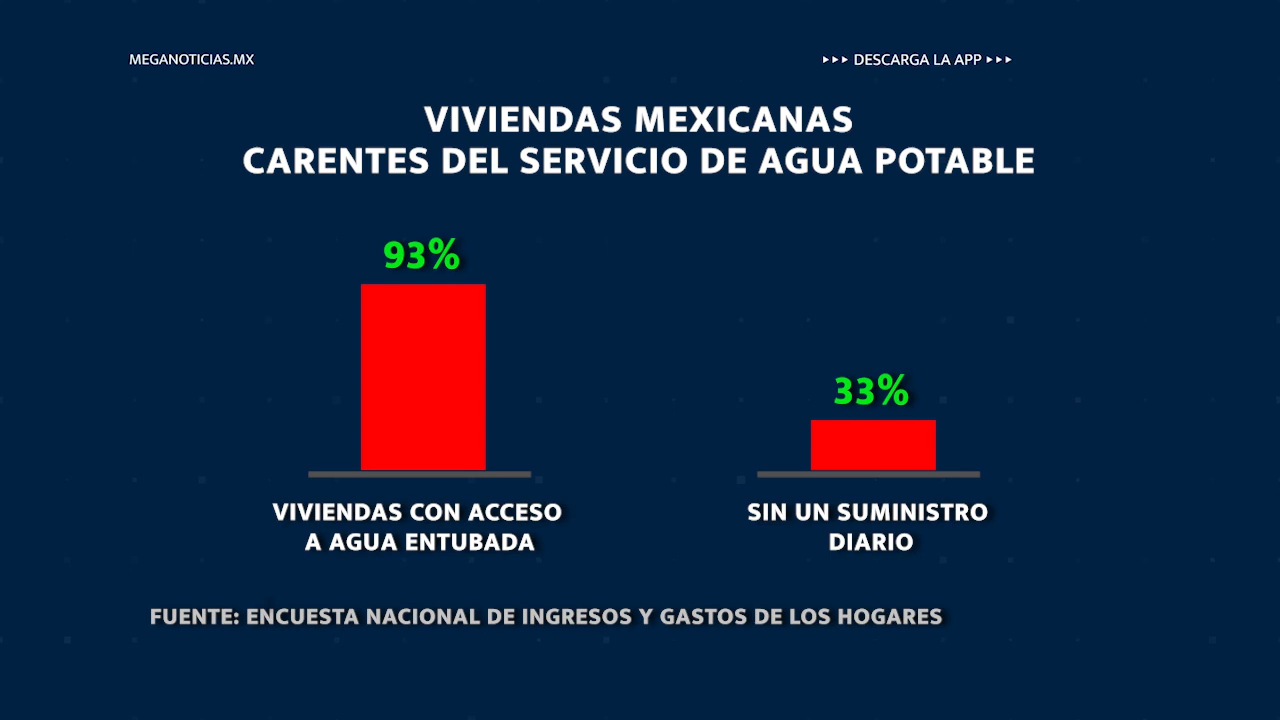 MEGANOTICIAS.MX
DESCARGA LA APP
VIVIENDAS MEXICANAS
CARENTES DEL SERVICIO DE AGUA POTABLE
93%
33%
VIVIENDAS CON ACCESO
A AGUA ENTUBADA
SIN UN SUMINISTRO
DIARIO
FUENTE: ENCUESTA NACIONAL DE INGRESOS Y GASTOS DE LOS HOGARES